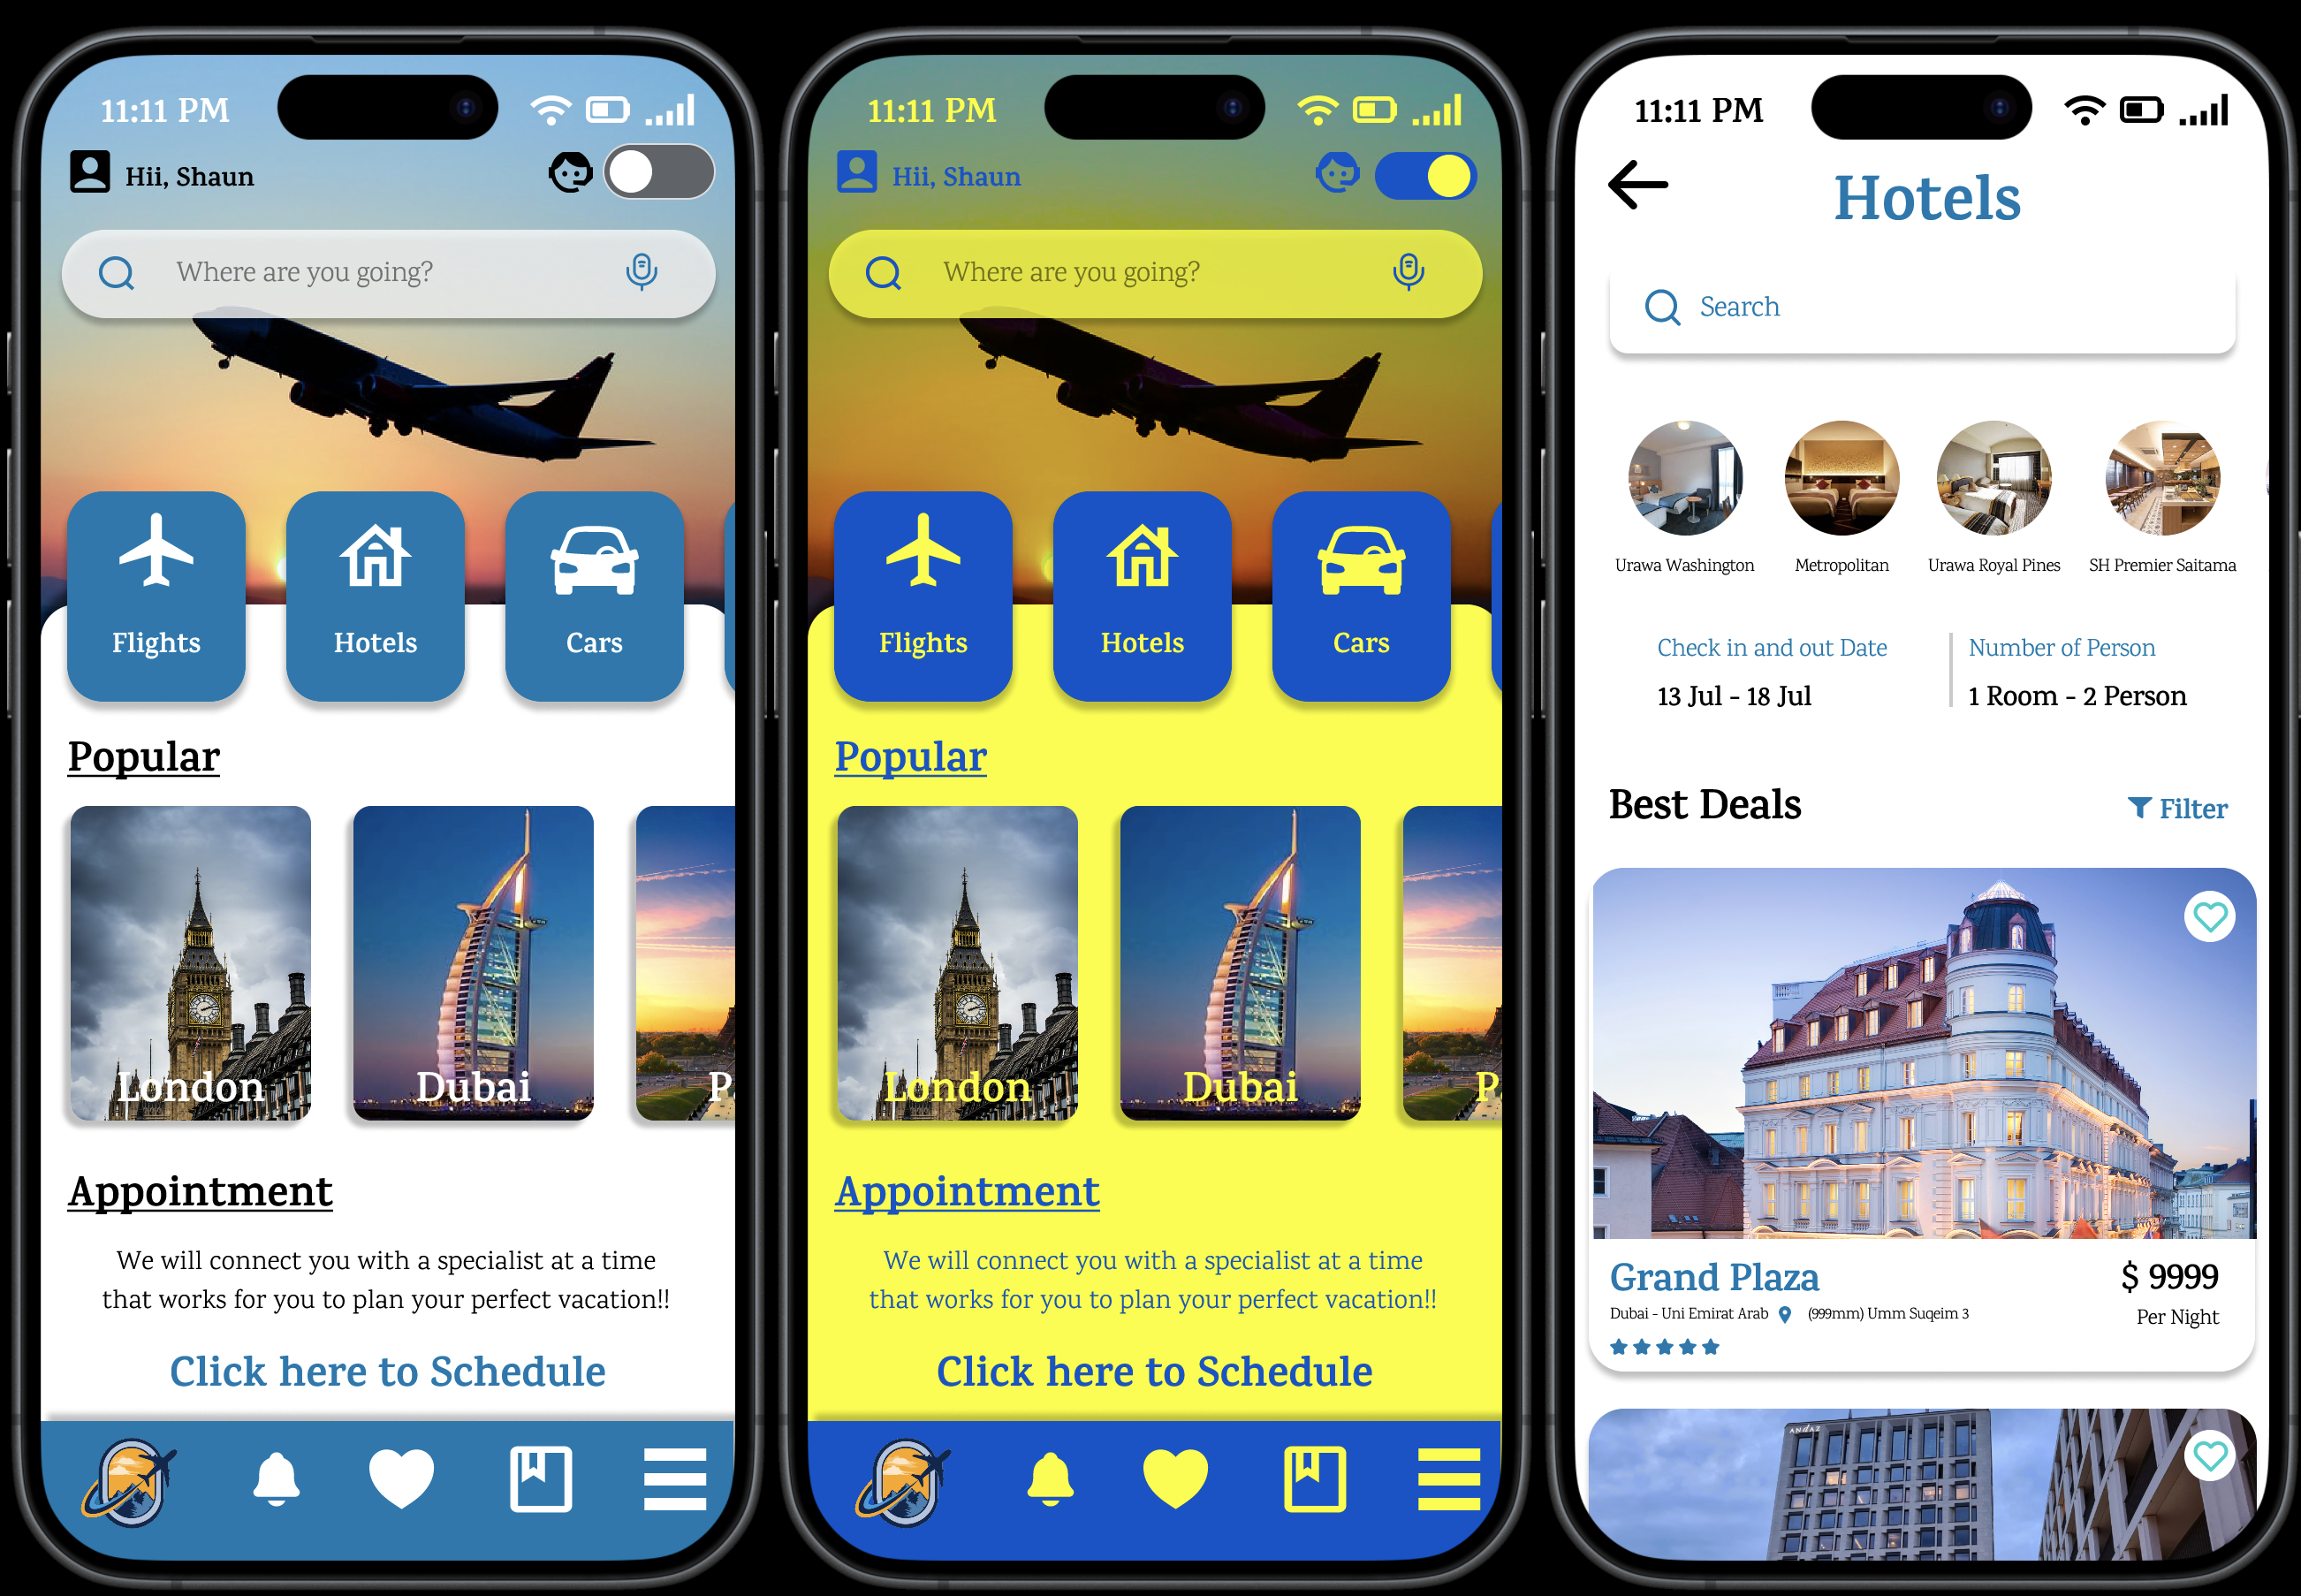 11:11 PM
Hii, Shaun
Where are you going?
Flights
Hotels
Cars
Popular
London
Dubai
P
Appointment
We will connect you with a specialist at a time
that works for you to plan your perfect vacation!!
Click here to Schedule
11:11 PM
Hii, Shaun
Where are you going?
Flights
Hotels
Cars
Popular
London
Dubai
P
Appointment
We will connect you with a specialist at a time
that works for you to plan your perfect vacation!!
Click here to Schedule
11:11 PM
Hotels
Search
Urawa Washington
Metropolitan
Urawa Royal Pines
SH Premier Saitama
Check in and out Date
Number of Person
13 Jul - 18 Jul
1 Room - 2 Person
Best Deals
Filter
Grand Plaza
$ 9999
Dubai - Uni Emirat Arab (999mm) Umm Suqeim 3
Per Night
ANdAZ